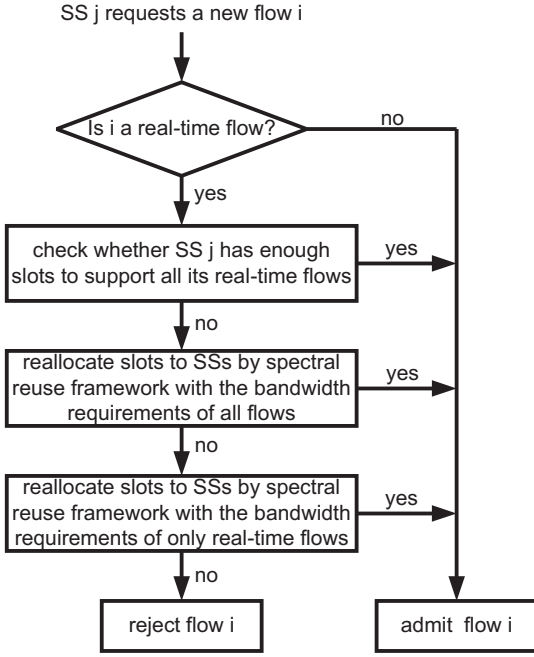 SS j requests a new flow i
Is i a real-time flow?
no
yes
check whether SS j has enough
slots to support all its real-time flows
yes
no
reallocate slots to SSs by spectral
reuse framework with the bandwidth
requirements of all flows
yes
no
reallocate slots to SSs by spectral
reuse framework with the bandwidth
requirements of only real-time flows
yes
no
reject flow i
admit flow i